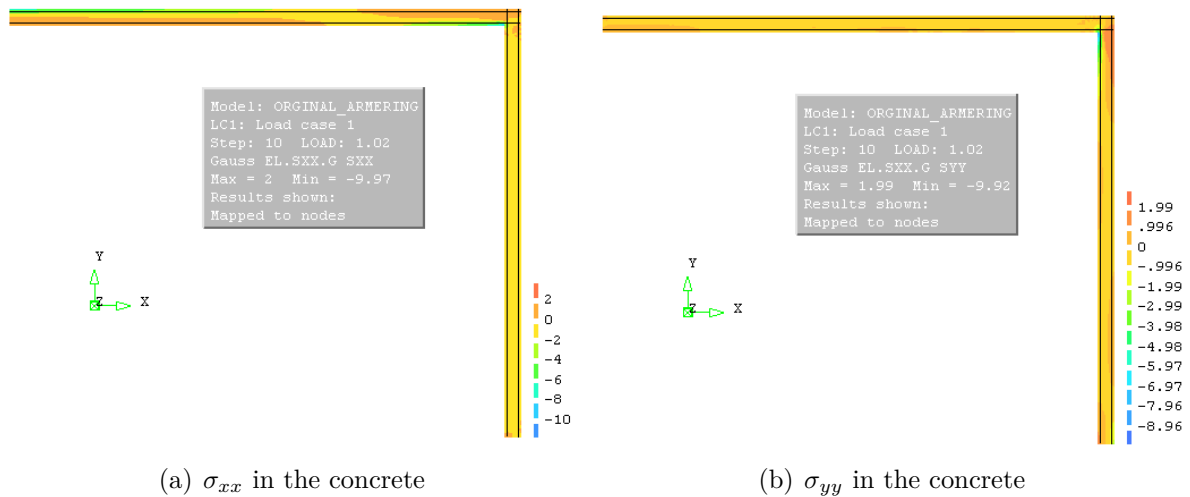 Model: ORGINAL_ARMERING
LC1: Load case 1
Step: 10 LOAD: 1.02
Gauss EL.SXX.G SXX
Max = 2 Min = -9.97
Results shown:
Mapped to nodes
Y
Z
X
2
0
-2
-4
-6
-8
-10
(a) σxx in the concrete
Model: ORGINAL_ARMERING
LC1: Load case 1
Step: 10 LOAD: 1.02
Gauss EL.SXX.G SYY
Max = 1.99 Min = -9.92
Results shown:
Mapped to nodes
Y
Z
X
1.99
.996
0
-.996
-1.99
-2.99
-3.98
-4.98
-5.97
-6.97
-7.96
-8.96
(b) σyy in the concrete